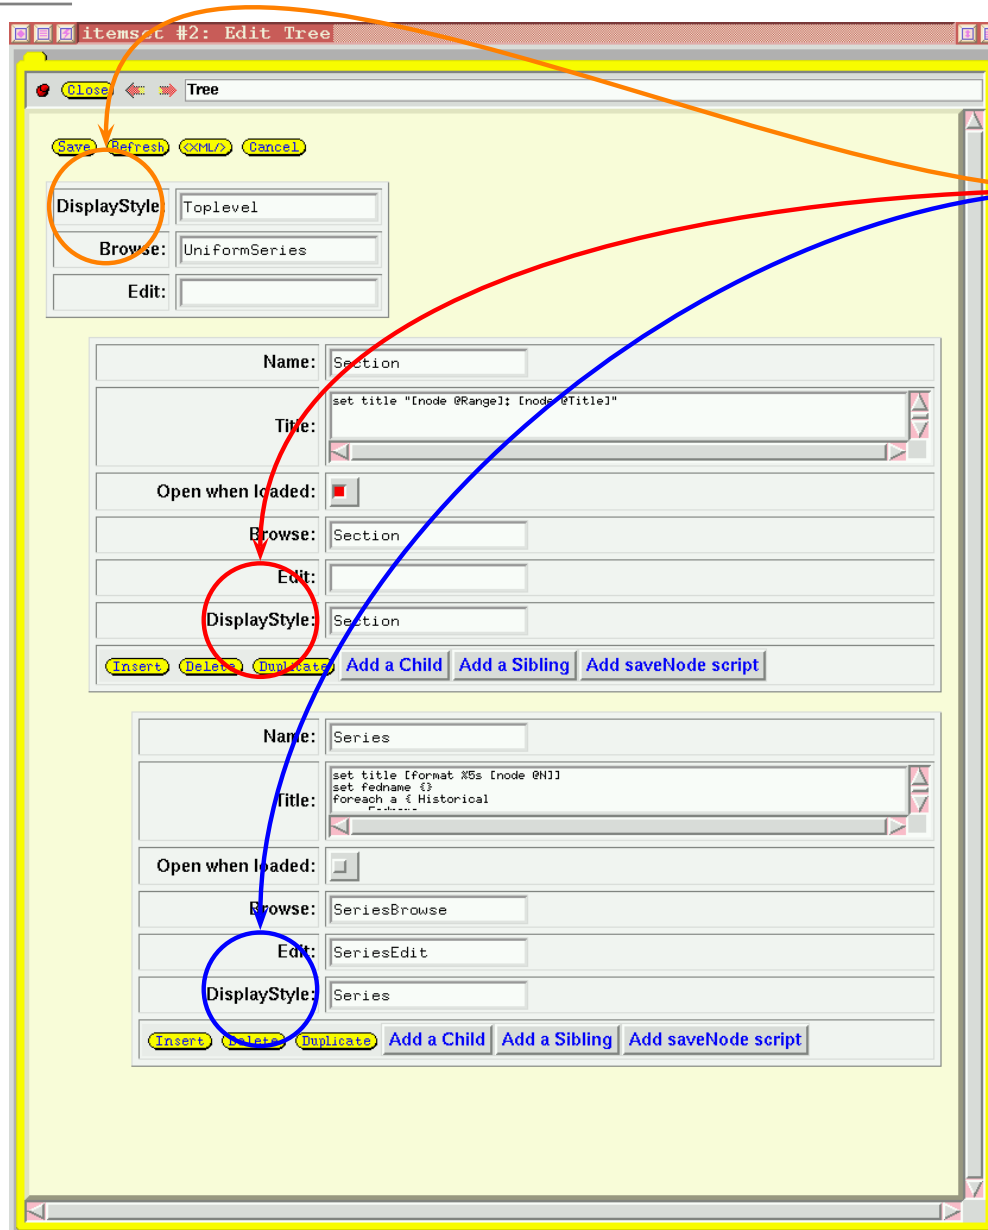 itemset #2: Edit Tree
Close Tree
Save Refresh <XML/> Cancel
DisplayStyle: Toplevel
Browse: UniformSeries
Edit:
Name: Section
Title: set title "[node @Range]: [node @Title]"
Open when loaded:
Browse: Section
Edit:
DisplayStyle: Section
Insert Delete Duplicate Add a Child Add a Sibling Add saveNode script
Name: Series
Title: set title [format %5s [node @N]]
set fedname {}
foreach a { Historical
Open when loaded:
Browse: SeriesBrowse
Edit: SeriesEdit
DisplayStyle: Series
Insert Delete Duplicate Add a Child Add a Sibling Add saveNode script